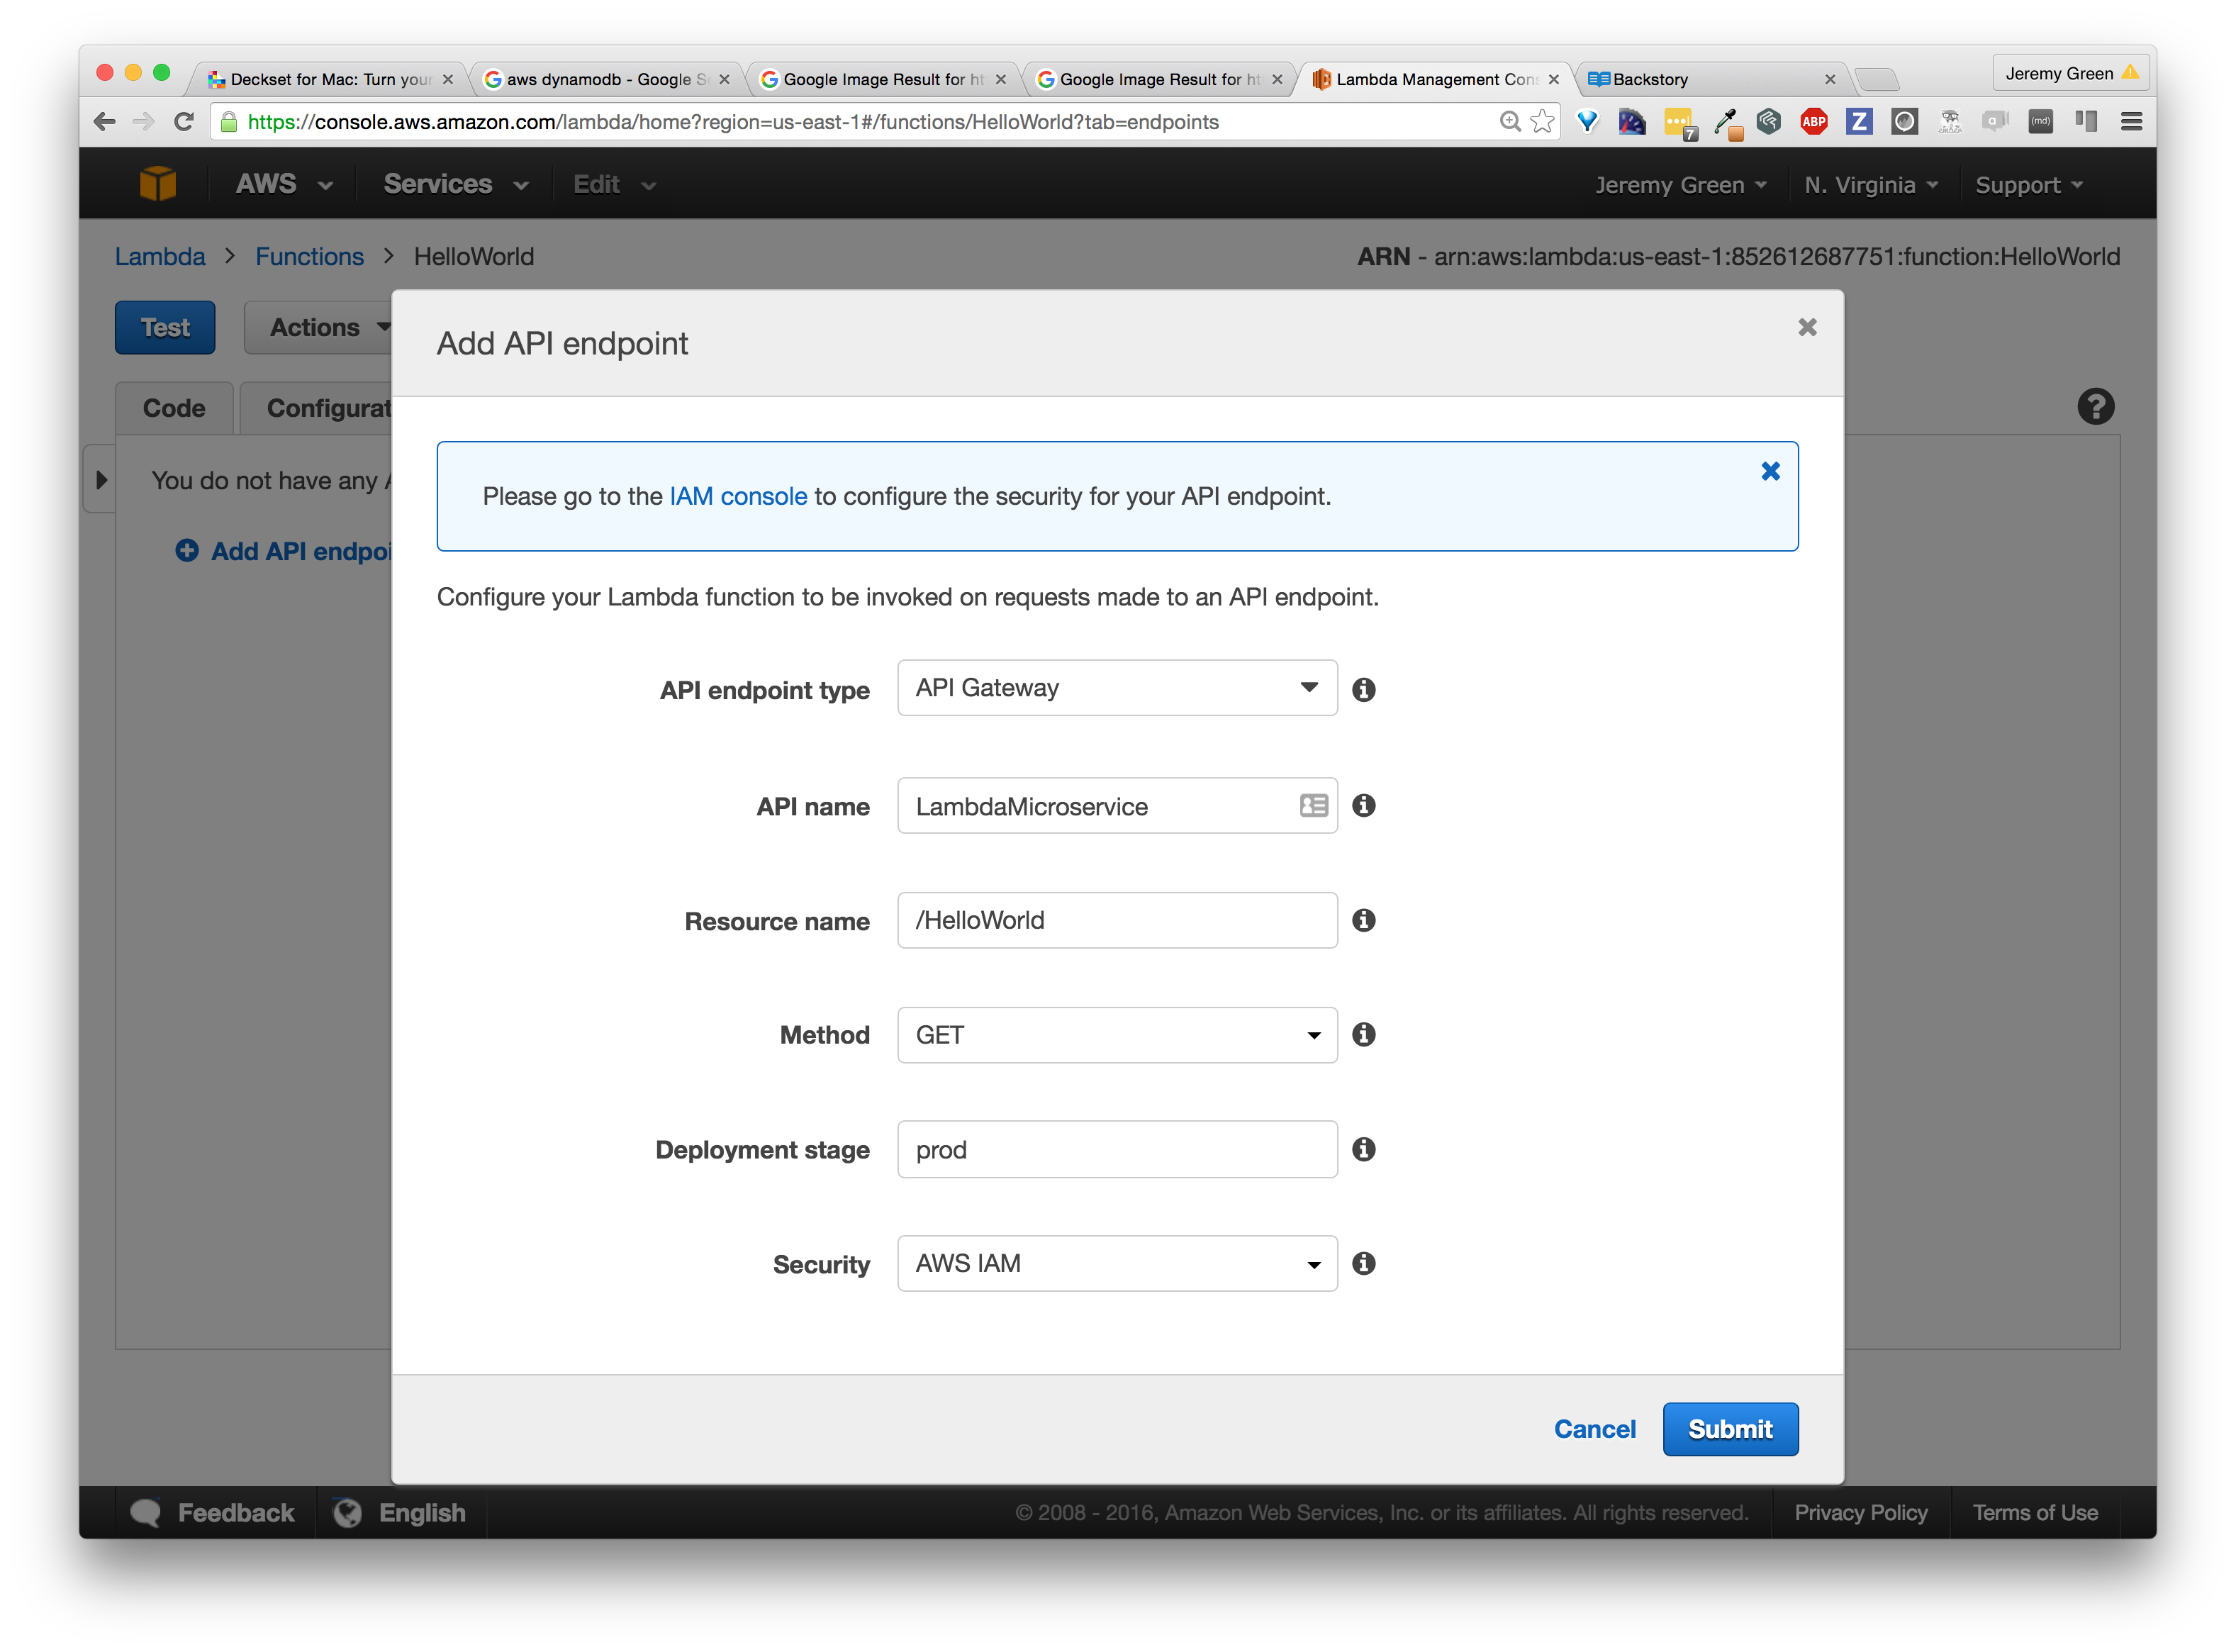 Deckset for Mac: Turn your
aws dynamodb - Google Se
Google Image Result for ht
Google Image Result for ht
Lambda Management Cons
Backstory
Jeremy Green
https://console.aws.amazon.com/lambda/home?region=us-east-1#/functions/HelloWorld?tab=endpoints
7
ABP
Z
a
(md)
AWS
Services
Edit
Jeremy Green
N. Virginia
Support
Lambda > Functions > HelloWorld
ARN - arn:aws:lambda:us-east-1:852612687751:function:HelloWorld
Test
Actions
Code
Configurat
You do not have any A
Add API endpoi
Add API endpoint
Please go to the IAM console to configure the security for your API endpoint.
Configure your Lambda function to be invoked on requests made to an API endpoint.
API endpoint type
API Gateway
API name
LambdaMicroservice
Resource name
/HelloWorld
Method
GET
Deployment stage
prod
Security
AWS IAM
Cancel
Submit
Feedback
English
© 2008 - 2016, Amazon Web Services, Inc. or its affiliates. All rights reserved.
Privacy Policy
Terms of Use